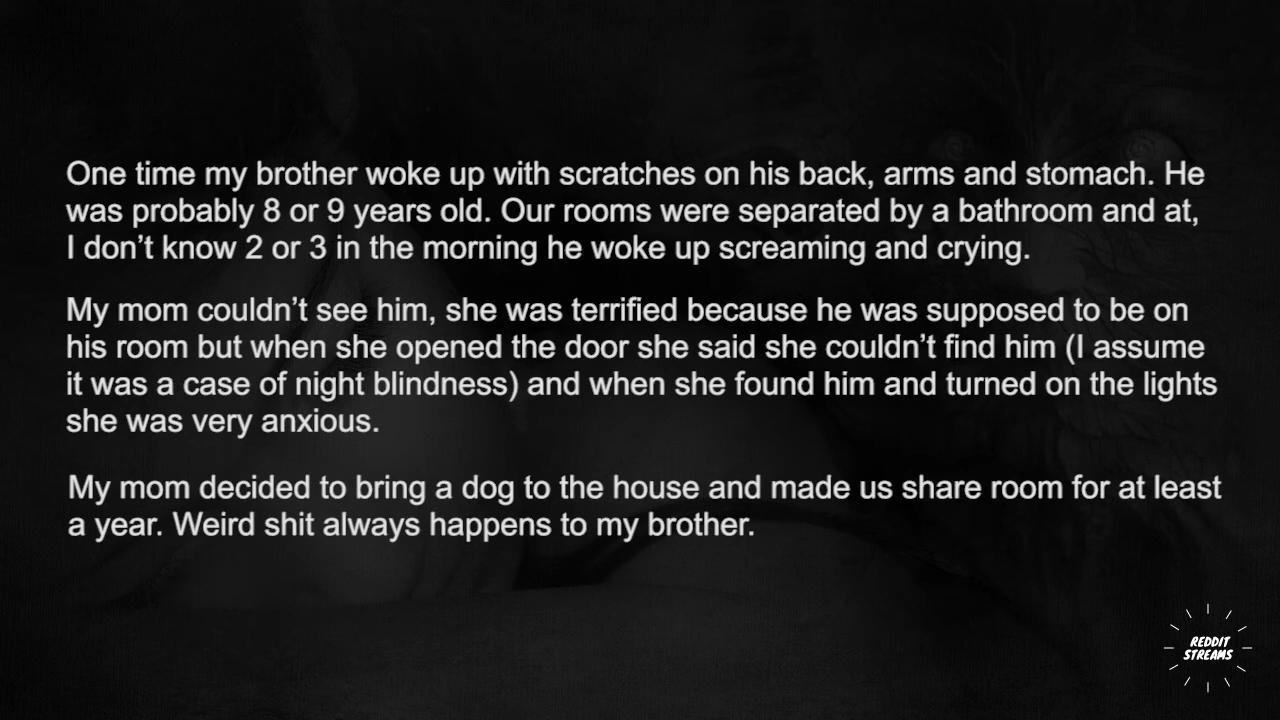 One time my brother woke up with scratches on his back, arms and stomach. He
was probably 8 or 9 years old. Our rooms were separated by a bathroom and at,
I don’t know 2 or 3 in the morning he woke up screaming and crying.
My mom couldn’t see him, she was terrified because he was supposed to be on
his room but when she opened the door she said she couldn’t find him (I assume
it was a case of night blindness) and when she found him and turned on the lights
she was very anxious.
My mom decided to bring a dog to the house and made us share room for at least
a year. Weird shit always happens to my brother.
REDDIT
STREAMS